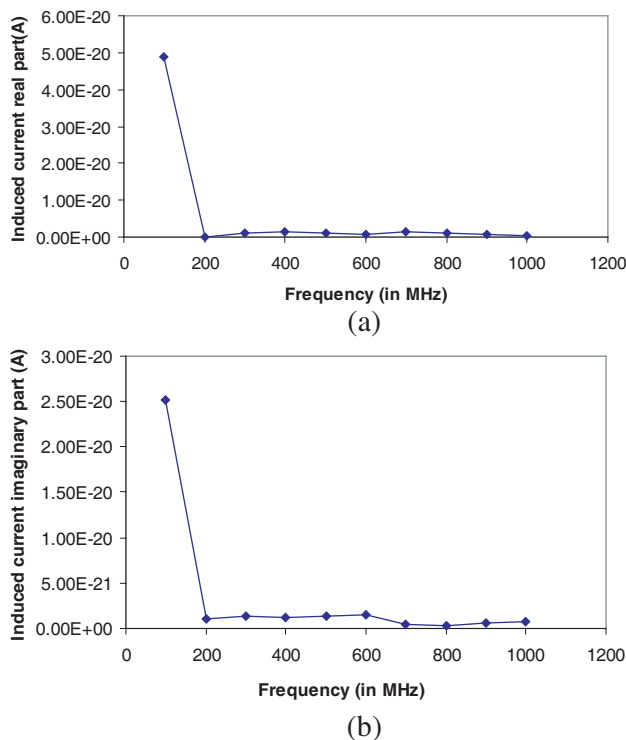 Induced current real part(A)
6.00E-20
5.00E-20
4.00E-20
3.00E-20
2.00E-20
1.00E-20
0.00E+00
0 200 400 600 800 1000 1200
Frequency (in MHz)
(a)
Induced current imaginary part (A)
3.00E-20
2.50E-20
2.00E-20
1.50E-20
1.00E-20
5.00E-21
0.00E+00
0 200 400 600 800 1000 1200
Frequency (in MHz)
(b)